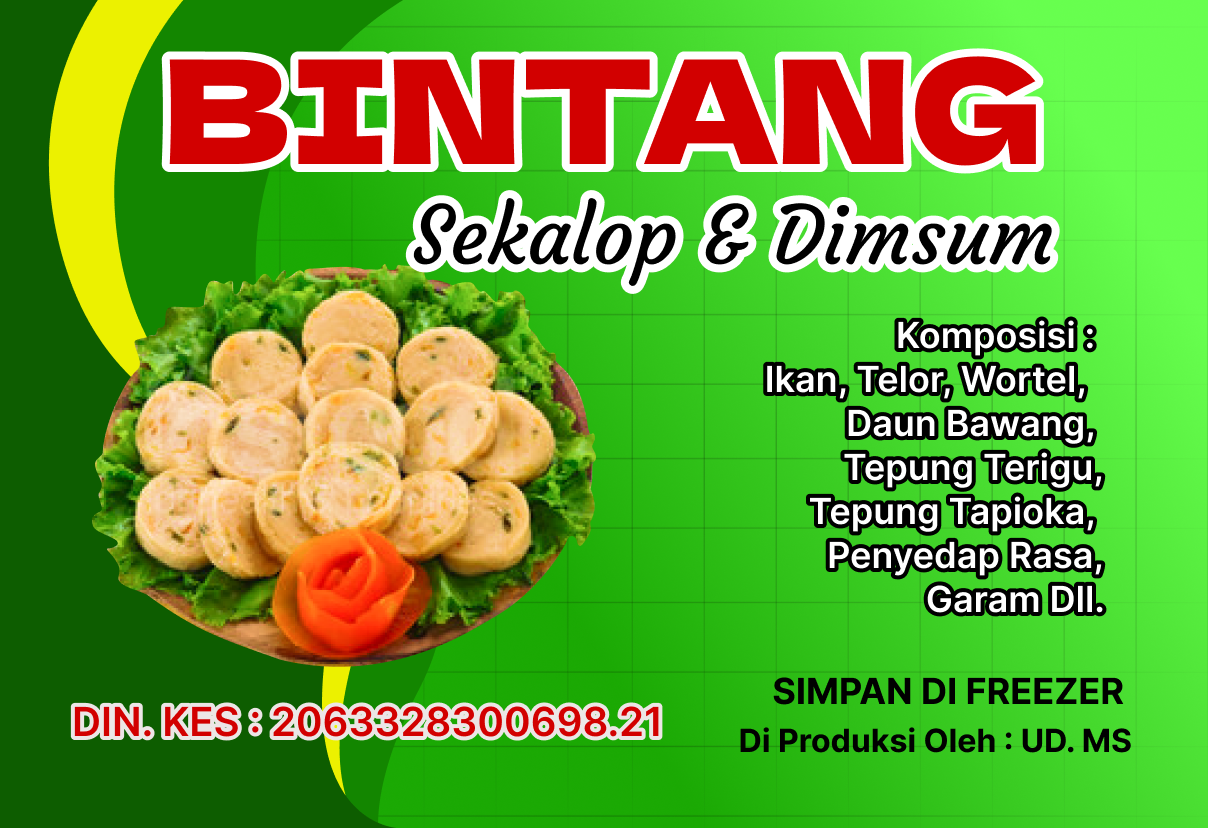 BINTANG
Sekalop & Dimsum
Komposisi :
Ikan, Telor, Wortel,
Daun Bawang,
Tepung Terigu,
Tepung Tapioka,
Penyedap Rasa,
Garam Dll.
SIMPAN DI FREEZER
DIN. KES : 2063328300698.21
Di Produksi Oleh : UD. MS